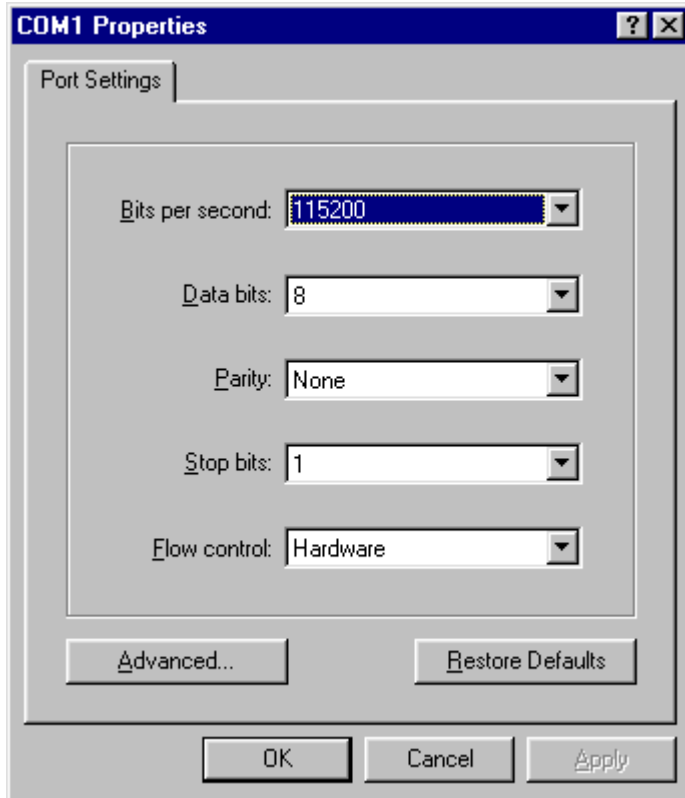 COM1 Properties
Port Settings
Bits per second: 115200
Data bits: 8
Parity: None
Stop bits: 1
Flow control: Hardware
Advanced... Restore Defaults
OK Cancel Apply